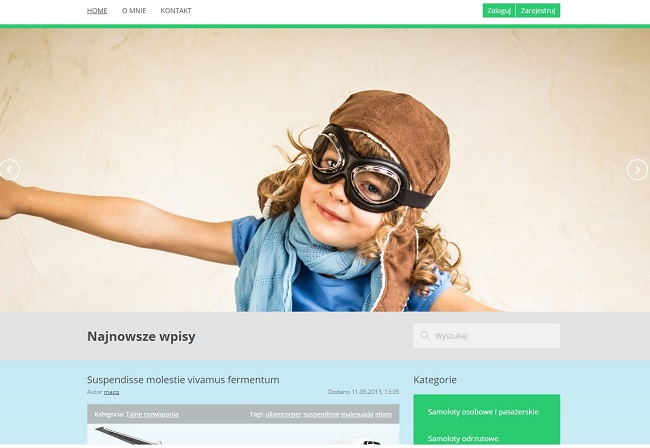 HOME O MNIE KONTAKT Zaloguj Zarejestruj
Najnowsze wpisy Wyszukaj
Suspendisse molestie vivamus fermentum Kategorie
Autor macq Dodano 11.05.2013, 13:05
Kategoria: Tajne rozwiązania Tagi: ullamcorper suspendisse malesuada etiam
Samoloty osobowe i pasażerskie
Samoloty odrzutowe